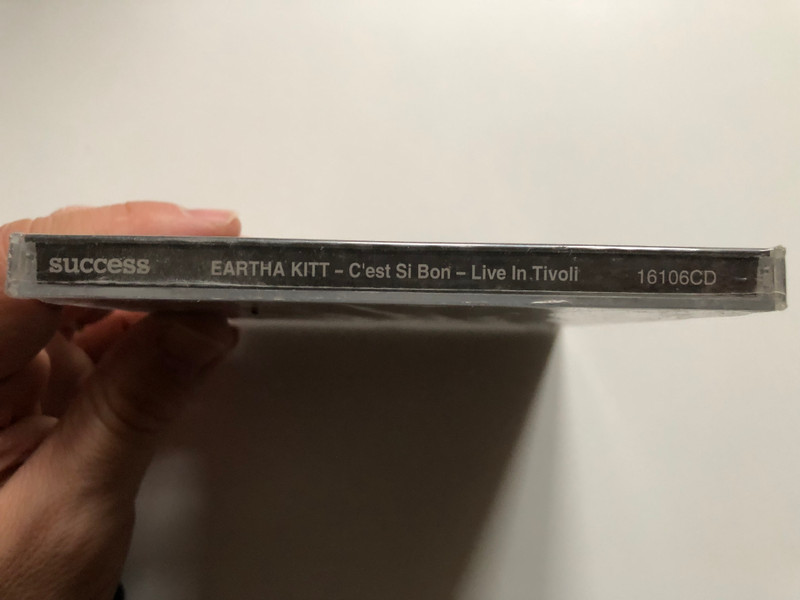 success EARTHA KITT – C'est Si Bon – Live In Tivoli 16106CD